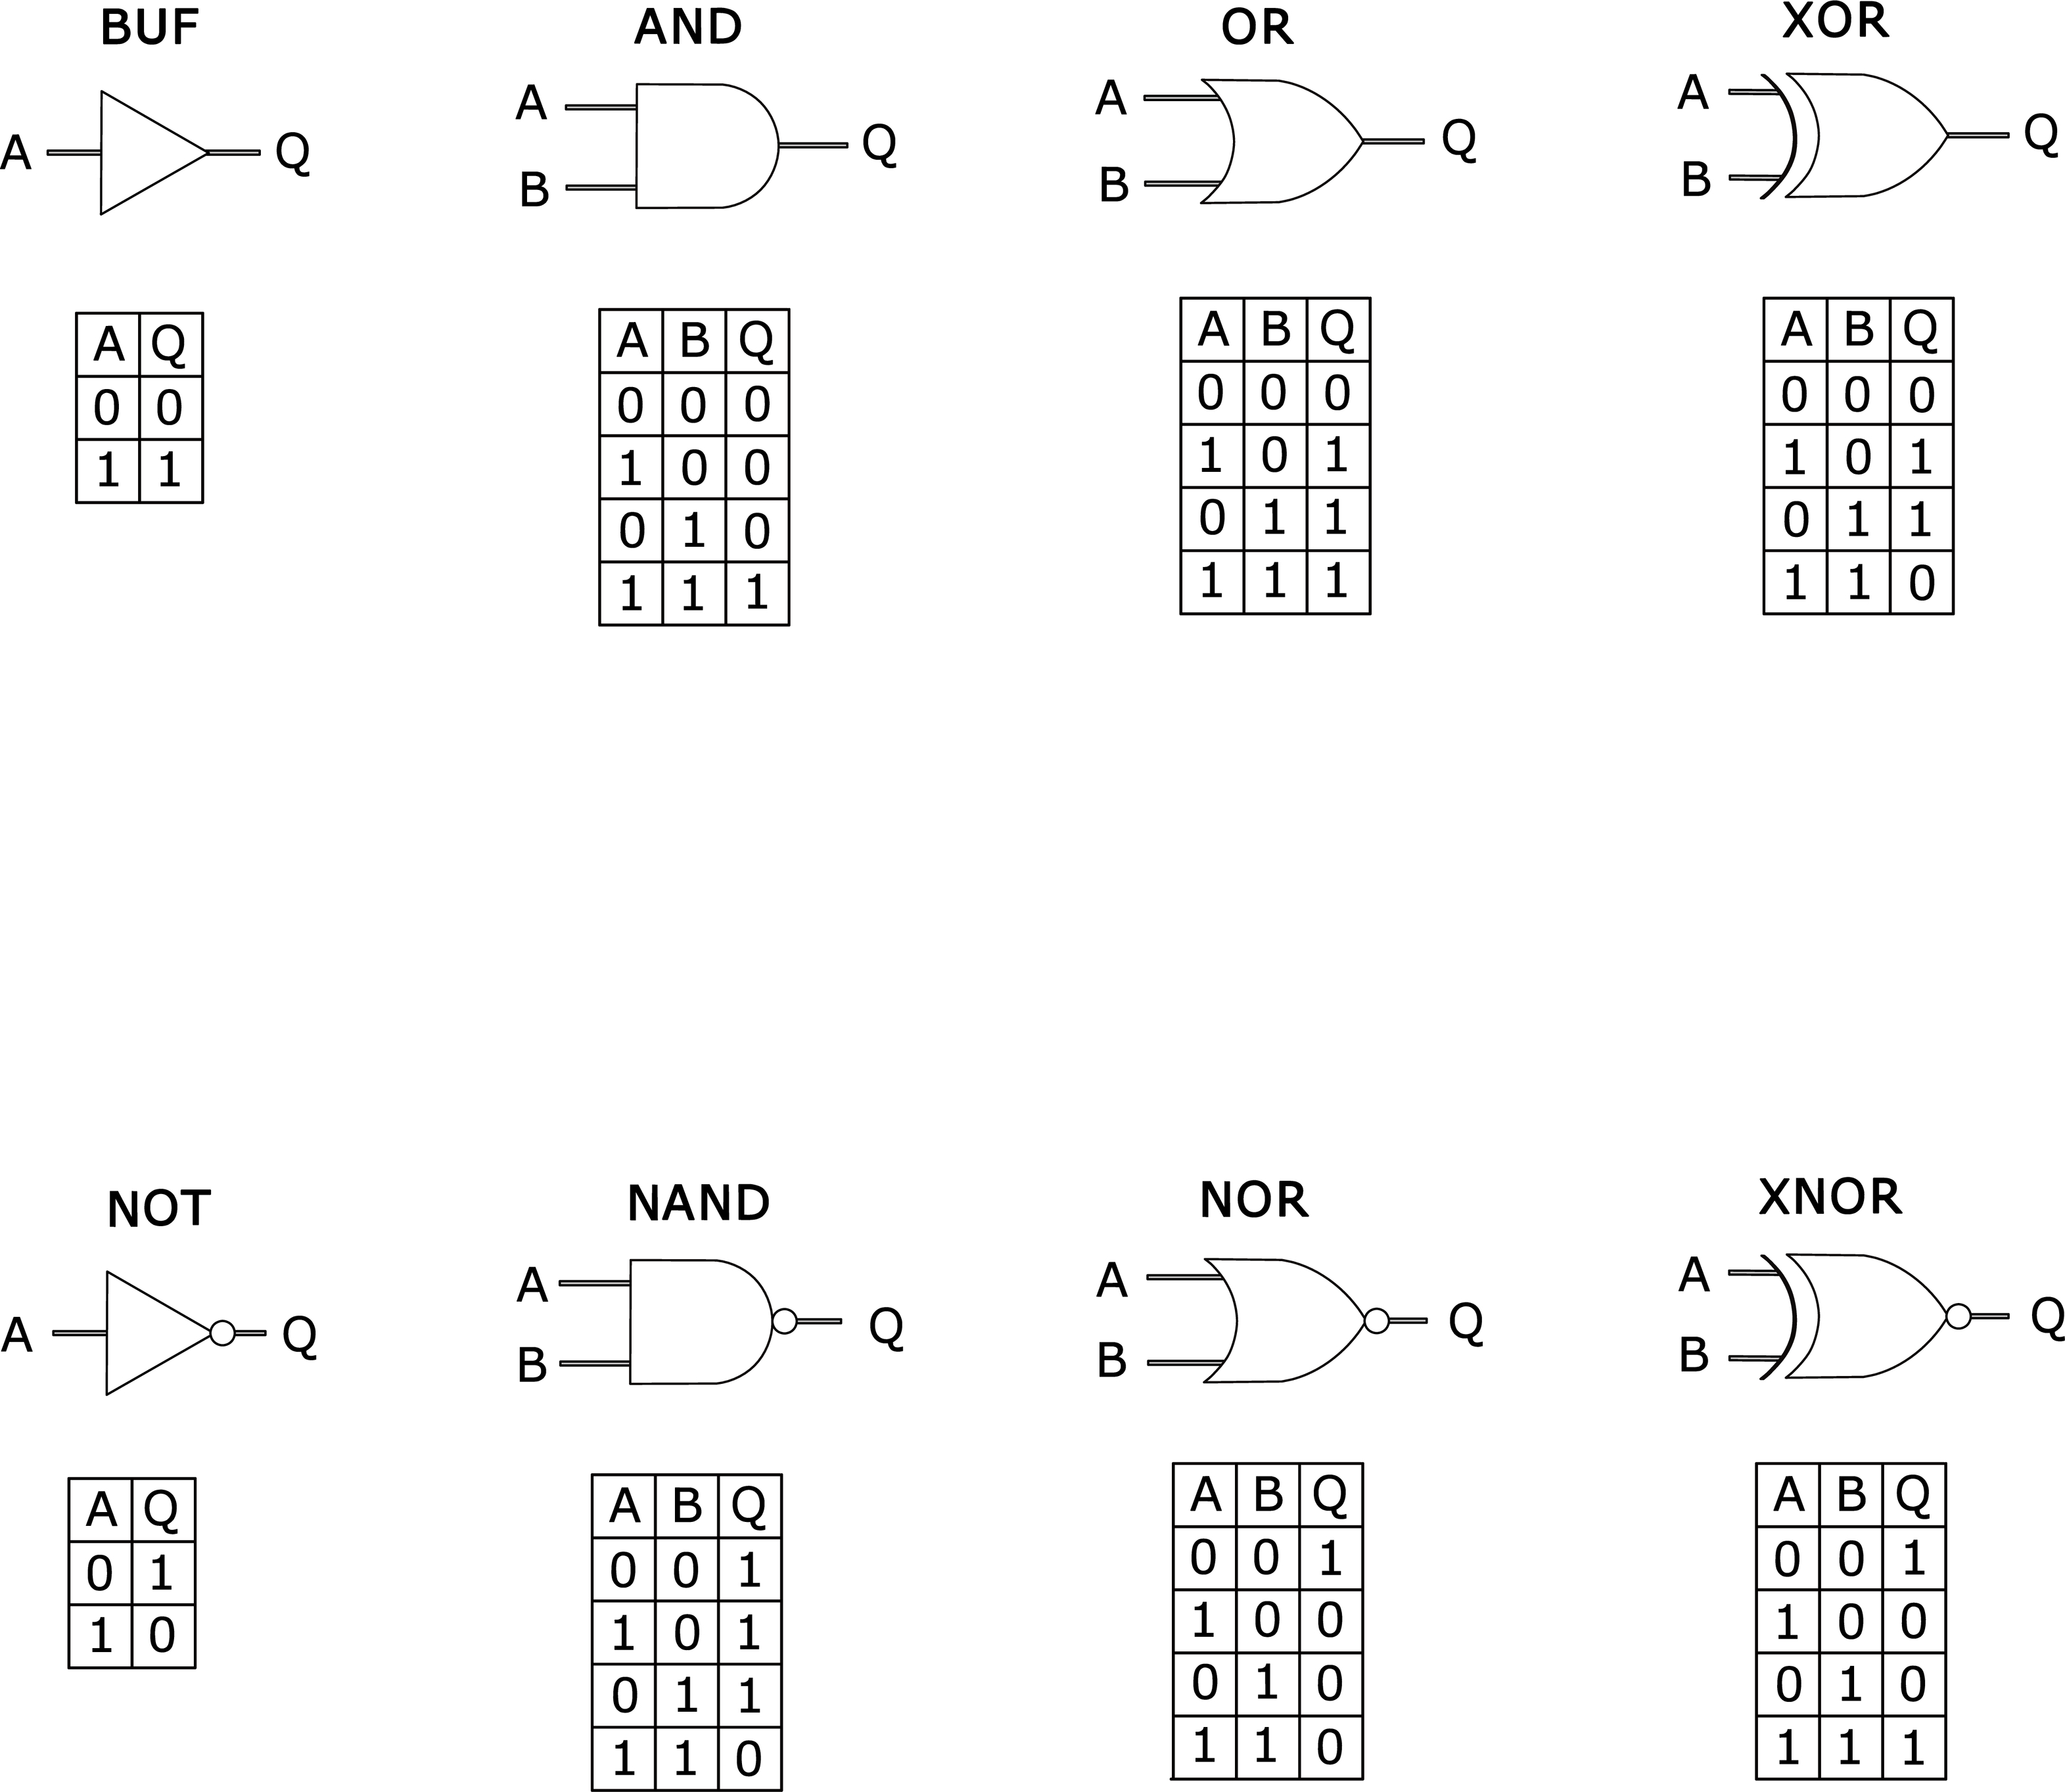 BUF AND OR XOR
A Q A B Q A B Q A B Q
A Q A B Q A B Q A B Q
0 0 0 0 0 0 0 0 0 0 0
1 1 1 0 0 1 0 1 1 0 1
0 1 0 0 1 1 0 1 1
1 1 1 1 1 1 1 1 0
NOT NAND NOR XNOR
A Q A B Q A B Q A B Q
A Q A B Q A B Q A B Q
0 1 0 0 1 0 0 1 0 0 1
1 0 1 0 1 1 0 0 1 0 0
0 1 1 0 1 0 0 1 0
1 1 0 1 1 0 1 1 1